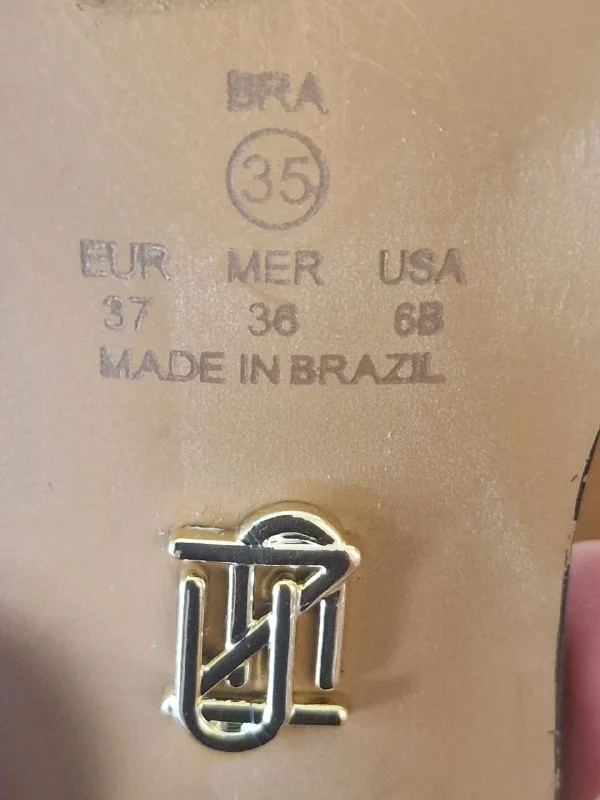 BRA
35
EUR MER USA
37 36 6B
MADE IN BRAZIL